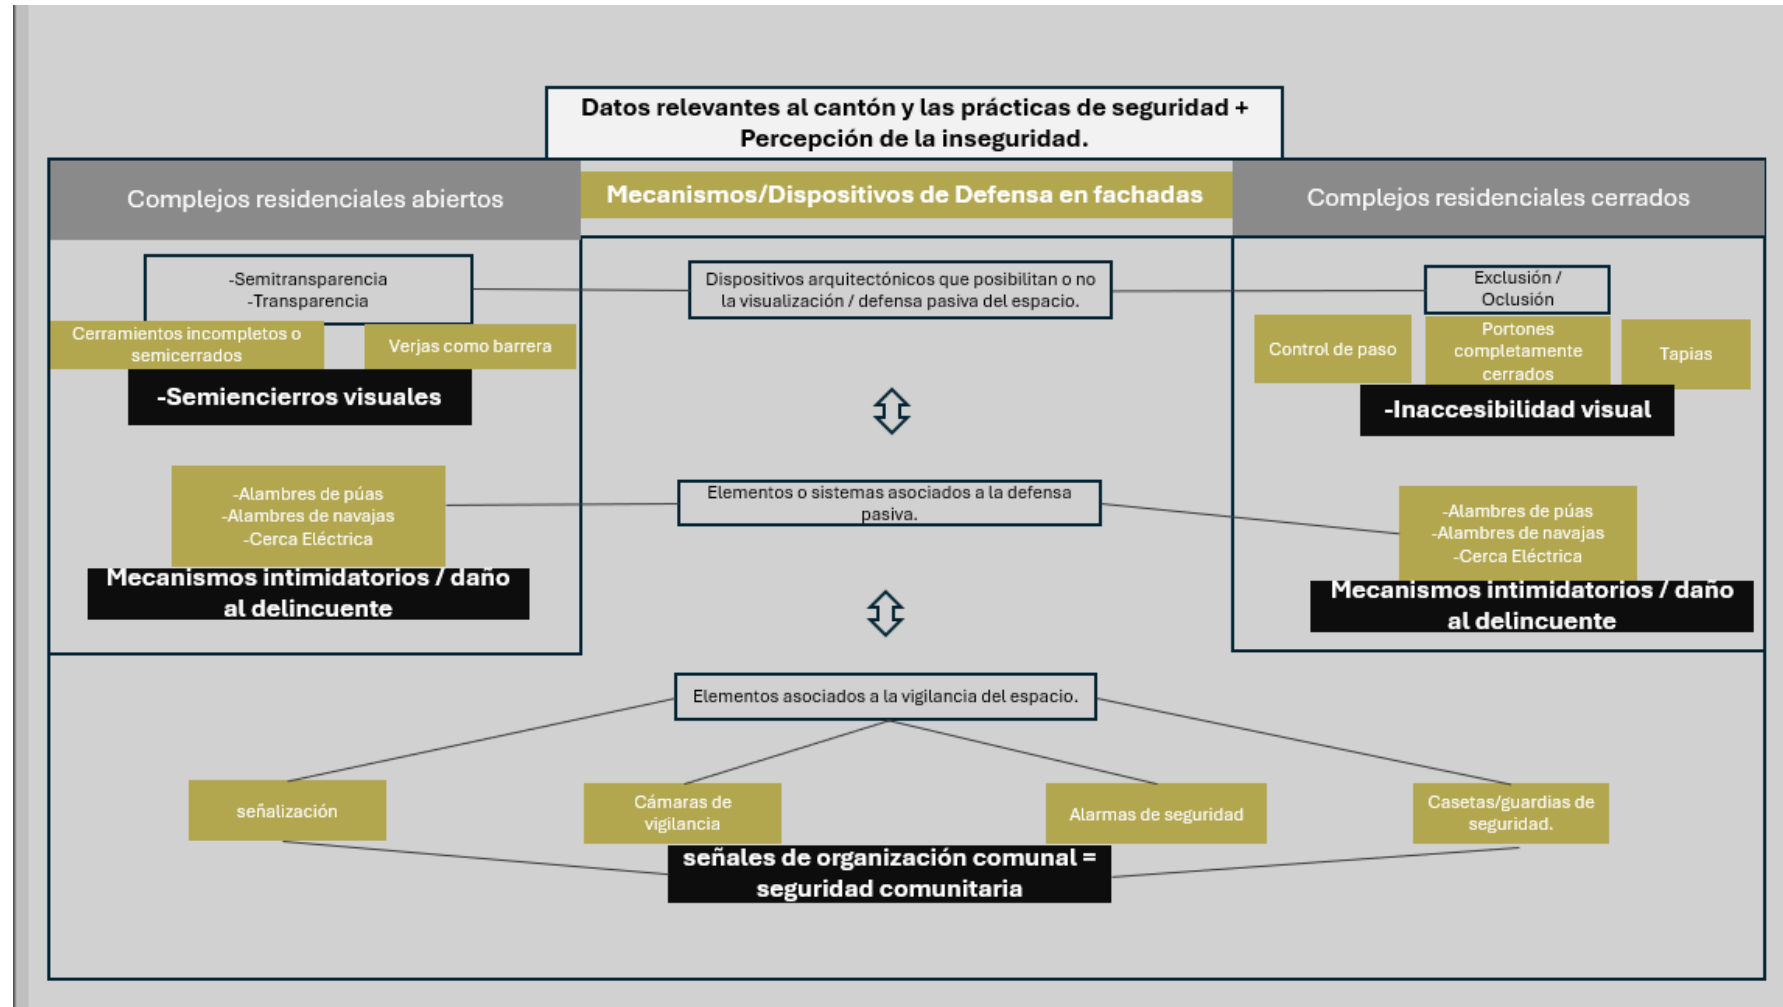 Datos relevantes al cantón y las prácticas de seguridad +
Percepción de la inseguridad.
Complejos residenciales abiertos
Mecanismos/Dispositivos de Defensa en fachadas
Complejos residenciales cerrados
-Semitransparencia
-Transparencia
Dispositivos arquitectónicos que posibilitan o no
la visualización / defensa pasiva del espacio.
Exclusión /
Oclusión
Cerramientos incompletos o
semicerrados
Verjas como barrera
Control de paso
Portones
completamente
cerrados
Tapias
-Semiencierros visuales
-Inaccesibilidad visual
-Alambres de púas
-Alambres de navajas
-Cerca Eléctrica
Elementos o sistemas asociados a la defensa
pasiva.
-Alambres de púas
-Alambres de navajas
-Cerca Eléctrica
Mecanismos intimidatorios / daño
al delincuente
Mecanismos intimidatorios / daño
al delincuente
Elementos asociados a la vigilancia del espacio.
señalización
Cámaras de
vigilancia
Alarmas de seguridad
Casetas/guardias de
seguridad.
señales de organización comunal =
seguridad comunitaria